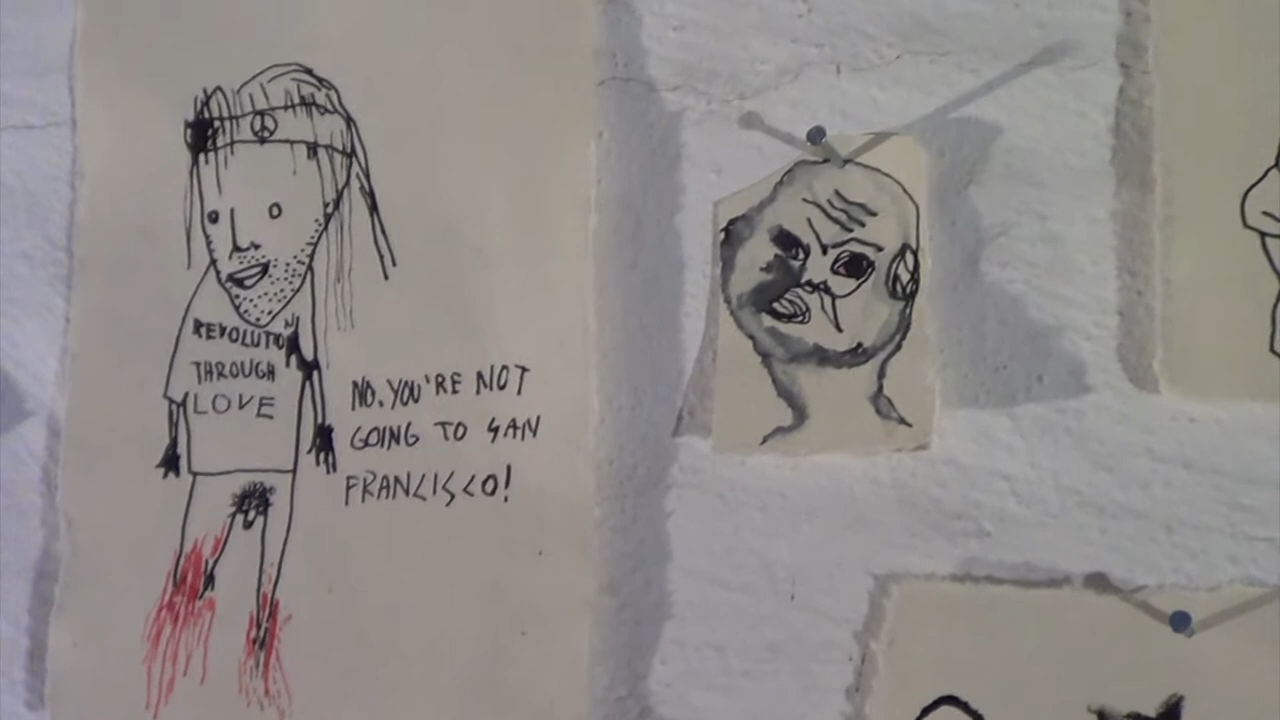 REVOLUTION
THROUGH
LOVE
NO, YOU'RE NOT
GOING TO SAN
FRANCISCO!